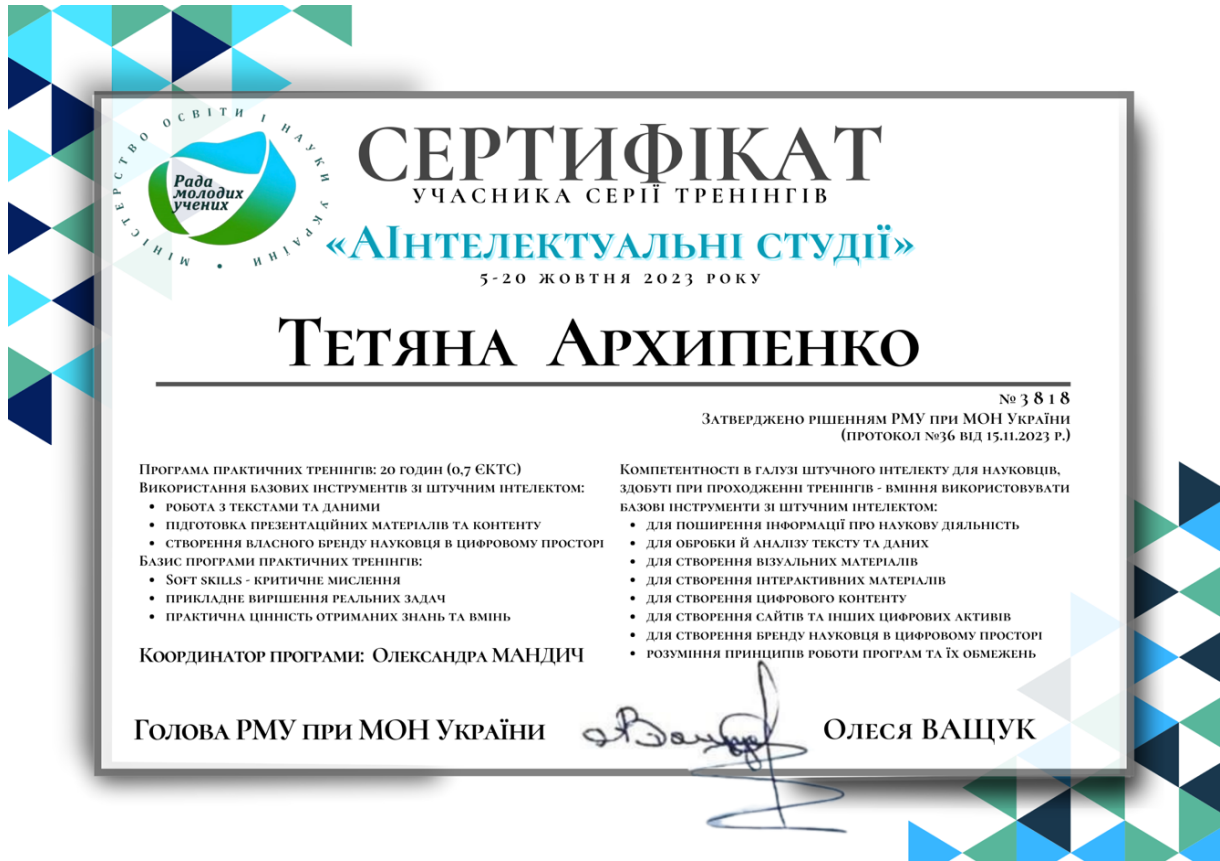 МІНІСТЕРСТВО ОСВІТИ І НАУКИ УКРАЇНИ •
Рада
молодих
учених
СЕРТИФІКАТ
УЧАСНИКА СЕРІЇ ТРЕНІНГІВ
«АІнтелектуальні студії»
5-20 жовтня 2023 року
Тетяна Архипенко
№ 3818
Затверджено рішенням РМУ при МОН України
(протокол №36 від 15.11.2023 р.)
Програма практичних тренінгів: 20 годин (0,7 ЄКТС)
Використання базових інструментів зі штучним інтелектом:
• робота з текстами та даними
• підготовка презентаційних матеріалів та контенту
• створення власного бренду науковця в цифровому просторі
Базис програми практичних тренінгів:
• Soft skills - критичне мислення
• прикладне вирішення реальних задач
• практична цінність отриманих знань та вмінь
Координатор програми: Олександра МАНДИЧ
Компетентності в галузі штучного інтелекту для науковців,
здобуті при проходженні тренінгів - вміння використовувати
базові інструменти зі штучним інтелектом:
• для поширення інформації про наукову діяльність
• для обробки й аналізу тексту та даних
• для створення візуальних матеріалів
• для створення інтерактивних матеріалів
• для створення цифрового контенту
• для створення сайтів та інших цифрових активів
• для створення бренду науковця в цифровому просторі
• розуміння принципів роботи програм та їх обмежень
Голова РМУ при МОН України
Олеся ВАЩУК